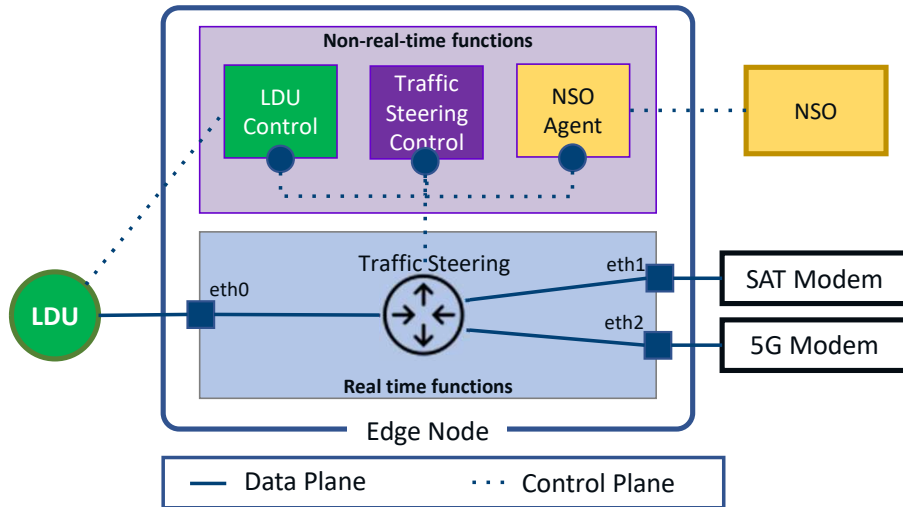 Non-real-time functions
LDU
Control
Traffic
Steering
Control
NSO
Agent
NSO
Traffic Steering
eth0
eth1
eth2
LDU
SAT Modem
5G Modem
Real time functions
Edge Node
Data Plane
Control Plane